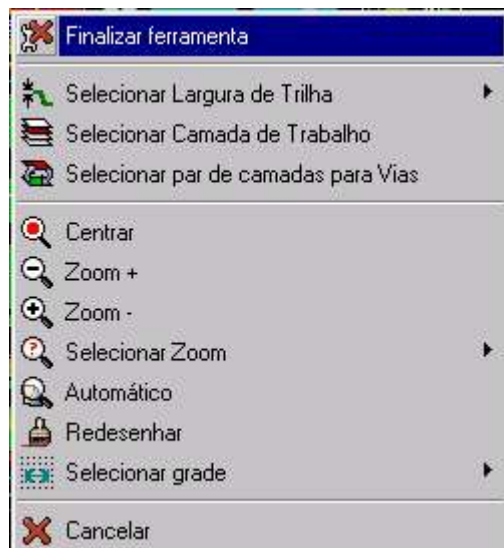 Finalizar ferramenta
Selecionar Largura de Trilha
Selecionar Camada de Trabalho
Selecionar par de camadas para Vias
Centrar
Zoom +
Zoom -
Selecionar Zoom
Automático
Redesenhar
Selecionar grade
Cancelar